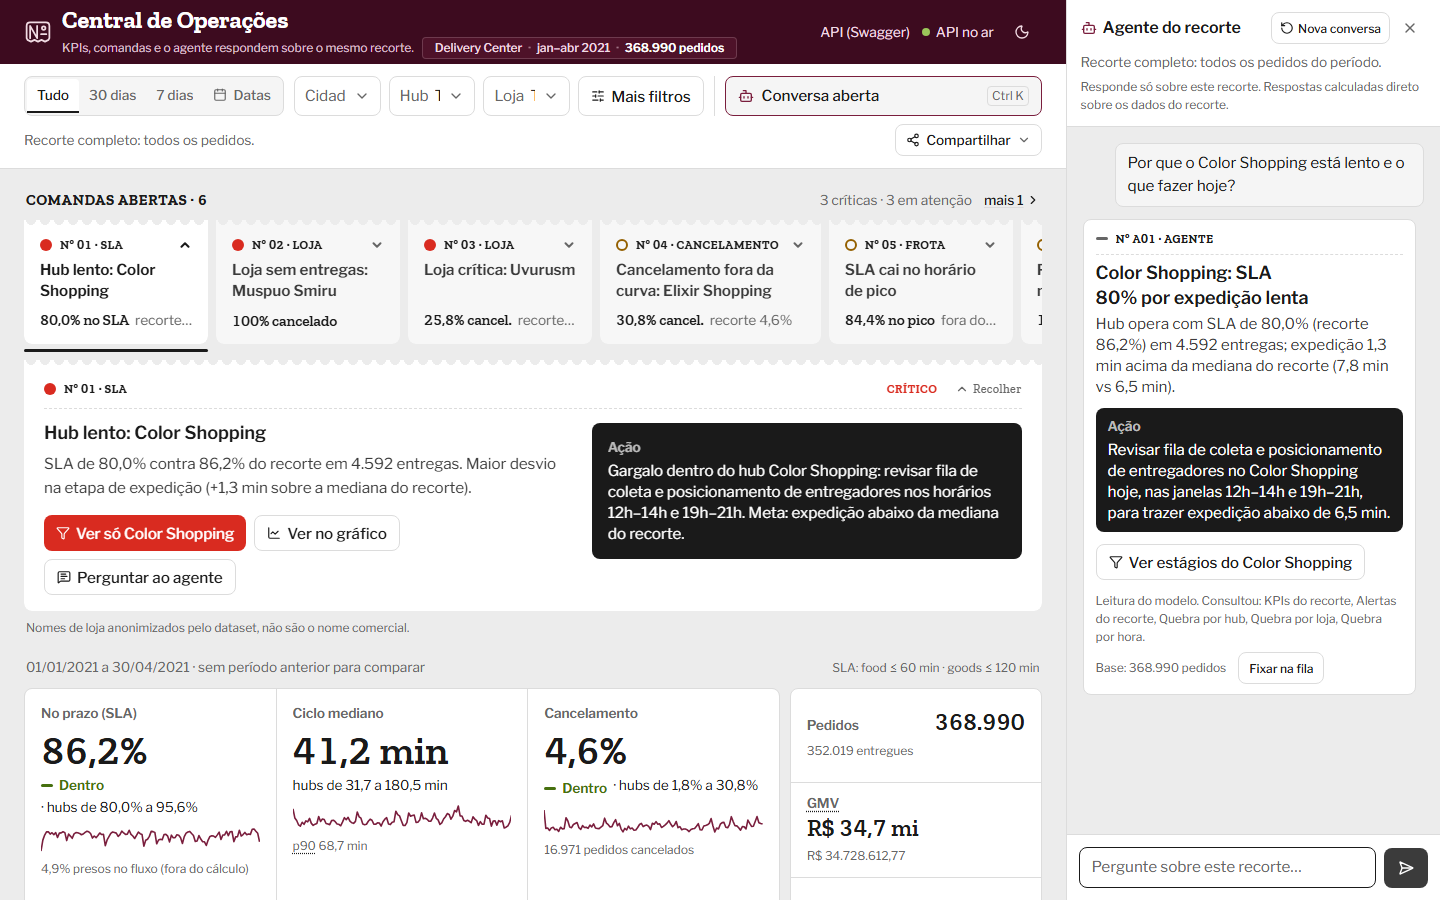 Nº
Central de Operações
KPIs, comandas e o agente respondem sobre o mesmo recorte.
Delivery Center · jan–abr 2021 · 368.990 pedidos
API (Swagger)
API no ar
Tudo
30 dias
7 dias
Datas
Cidad
Hub
Loja
Mais filtros
Conversa aberta
Ctrl K
Recorte completo: todos os pedidos.
Compartilhar
COMANDAS ABERTAS · 6
3 críticas · 3 em atenção
mais 1
Nº 01 · SLA
Hub lento: Color
Shopping
80,0% no SLA recorte...
Nº 02 · LOJA
Loja sem entregas:
Muspuo Smiru
100% cancelado
Nº 03 · LOJA
Loja crítica: Uvurusm
25,8% cancel. recorte...
Nº 04 · CANCELAMENTO
Cancelamento fora da
curva: Elixir Shopping
30,8% cancel. recorte 4,6%
Nº 05 · FROTA
SLA cai no horário
de pico
84,4% no pico fora do...
Nº 01 · SLA
CRÍTICO
Recolher
Hub lento: Color Shopping
SLA de 80,0% contra 86,2% do recorte em 4.592 entregas. Maior desvio
na etapa de expedição (+1,3 min sobre a mediana do recorte).
Ver só Color Shopping
Ver no gráfico
Perguntar ao agente
Ação
Gargalo dentro do hub Color Shopping: revisar fila de
coleta e posicionamento de entregadores nos horários
12h–14h e 19h–21h. Meta: expedição abaixo da mediana
do recorte.
Nomes de loja anonimizados pelo dataset, não são o nome comercial.
01/01/2021 a 30/04/2021 · sem período anterior para comparar
SLA: food ≤ 60 min · goods ≤ 120 min
No prazo (SLA)
86,2%
Dentro
· hubs de 80,0% a 95,6%
4,9% presos no fluxo (fora do cálculo)
Ciclo mediano
41,2 min
hubs de 31,7 a 180,5 min
p90 68,7 min
Cancelamento
4,6%
Dentro · hubs de 1,8% a 30,8%
16.971 pedidos cancelados
Pedidos
368.990
352.019 entregues
GMV
R$ 34,7 mi
R$ 34.728.612,77
Agente do recorte
Nova conversa
Recorte completo: todos os pedidos do período.
Responde só sobre este recorte. Respostas calculadas direto
sobre os dados do recorte.
Por que o Color Shopping está lento e o
que fazer hoje?
Nº A01 · AGENTE
Color Shopping: SLA
80% por expedição lenta
Hub opera com SLA de 80,0% (recorte
86,2%) em 4.592 entregas; expedição 1,3
min acima da mediana do recorte (7,8 min
vs 6,5 min).
Ação
Revisar fila de coleta e posicionamento
de entregadores no Color Shopping
hoje, nas janelas 12h–14h e 19h–21h,
para trazer expedição abaixo de 6,5 min.
Ver estágios do Color Shopping
Leitura do modelo. Consultou: KPIs do recorte, Alertas
do recorte, Quebra por hub, Quebra por loja, Quebra
por hora.
Base: 368.990 pedidos
Fixar na fila
Pergunte sobre este recorte...